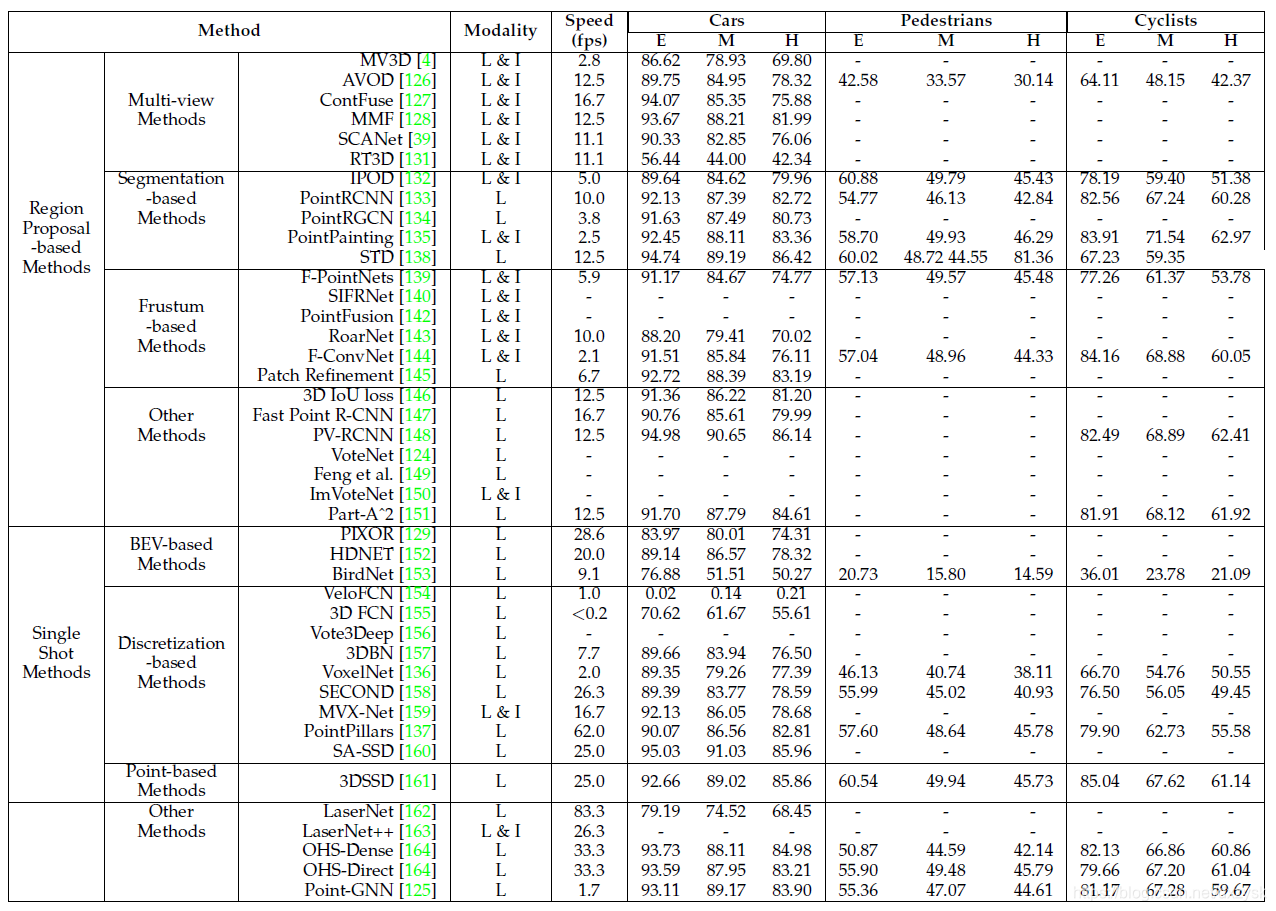 Method Modality Speed (fps) Cars Pedestrians Cyclists
E M H E M H E M H
Region Proposal -based Methods
Multi-view Methods
MV3D [4] L & I 2.8 86.62 78.93 69.80 - - - - - -
AVOD [126] L & I 12.5 89.75 84.95 78.32 42.58 33.57 30.14 64.11 48.15 42.37
ContFuse [127] L & I 16.7 94.07 85.35 75.88 - - - - - -
MMF [128] L & I 12.5 93.67 88.21 81.99 - - - - - -
SCANet [39] L & I 11.1 90.33 82.85 76.06 - - - - - -
RT3D [131] L & I 11.1 56.44 44.00 42.34 - - - - - -
Segmentation -based Methods
IPOD [132] L & I 5.0 89.64 84.62 79.96 60.88 49.79 45.43 78.19 59.40 51.38
PointRCNN [133] L 10.0 92.13 87.39 82.72 54.77 46.13 42.84 82.56 67.24 60.28
PointRGCN [134] L 3.8 91.63 87.49 80.73 - - - - - -
PointPainting [135] L & I 2.5 92.45 88.11 83.36 58.70 49.93 46.29 83.91 71.54 62.97
STD [138] L 12.5 94.74 89.19 86.42 60.02 48.72 44.55 81.36 67.23 59.35
Frustum -based Methods
F-PointNets [139] L & I 5.9 91.17 84.67 74.77 57.13 49.57 45.48 77.26 61.37 53.78
SIFRNet [140] L & I - - - - - - - - - -
PointFusion [142] L & I - - - - - - - - - -
RoarNet [143] L & I 10.0 88.20 79.41 70.02 - - - - - -
F-ConvNet [144] L & I 2.1 91.51 85.84 76.11 57.04 48.96 44.33 84.16 68.88 60.05
Patch Refinement [145] L 6.7 92.72 88.39 83.19 - - - - - -
Other Methods
3D IoU loss [146] L 12.5 91.36 86.22 81.20 - - - - - -
Fast Point R-CNN [147] L 16.7 90.76 85.61 79.99 - - - - - -
PV-RCNN [148] L 12.5 94.98 90.65 86.14 - - - 82.49 68.89 62.41
VoteNet [124] L - - - - - - - - - -
Feng et al. [149] L - - - - - - - - - -
ImVoteNet [150] L & I - - - - - - - - - -
Part-A^2 [151] L 12.5 91.70 87.79 84.61 - - - 81.91 68.12 61.92
Single Shot Methods
BEV-based Methods
PIXOR [129] L 28.6 83.97 80.01 74.31 - - - - - -
HDNET [152] L 20.0 89.14 86.57 78.32 - - - - - -
BirdNet [153] L 9.1 76.88 51.51 50.27 20.73 15.80 14.59 36.01 23.78 21.09
Discretization -based Methods
VeloFCN [154] L 1.0 0.02 0.14 0.21 - - - - - -
3D FCN [155] L <0.2 70.62 61.67 55.61 - - - - - -
Vote3Deep [156] L - - - - - - - - - -
3DBN [157] L 7.7 89.66 83.94 76.50 - - - - - -
VoxelNet [136] L 2.0 89.35 79.26 77.39 46.13 40.74 38.11 66.70 54.76 50.55
SECOND [158] L 26.3 89.39 83.77 78.59 55.99 45.02 40.93 76.50 56.05 49.45
MVX-Net [159] L & I 16.7 92.13 86.05 78.68 - - - - - -
PointPillars [137] L 62.0 90.07 86.56 82.81 57.60 48.64 45.78 79.90 62.73 55.58
SA-SSD [160] L 25.0 95.03 91.03 85.96 - - - - - -
Point-based Methods
3DSSD [161] L 25.0 92.66 89.02 85.86 60.54 49.94 45.73 85.04 67.62 61.14
Other Methods
LaserNet [162] L 83.3 79.19 74.52 68.45 - - - - - -
LaserNet++ [163] L & I 26.3 - - - - - - - - -
OHS-Dense [164] L 33.3 93.73 88.11 84.98 50.87 44.59 42.14 82.13 66.86 60.86
OHS-Direct [164] L 33.3 93.59 87.95 83.21 55.90 49.48 45.79 79.66 67.20 61.04
Point-GNN [125] L 1.7 93.11 89.17 83.90 55.36 47.07 44.61 81.17 67.28 59.67